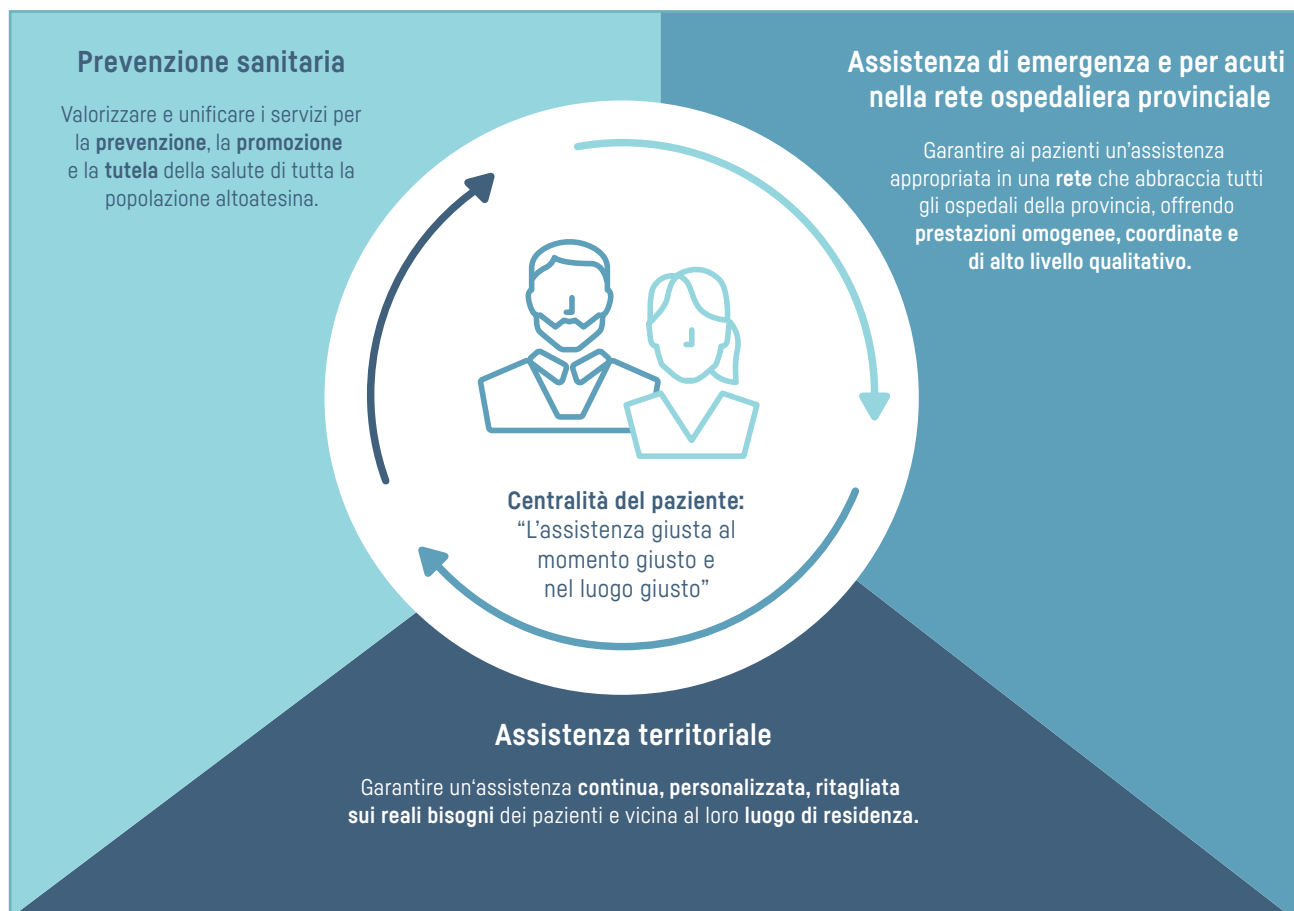 Prevenzione sanitaria
Valorizzare e unificare i servizi per
la prevenzione, la promozione
e la tutela della salute di tutta la
popolazione altoatesina.
Assistenza di emergenza e per acuti
nella rete ospedaliera provinciale
Garantire ai pazienti un’assistenza
appropriata in una rete che abbraccia tutti
gli ospedali della provincia, offrendo
prestazioni omogenee, coordinate e
di alto livello qualitativo.
Centralità del paziente:
“L’assistenza giusta al
momento giusto e
nel luogo giusto”
Assistenza territoriale
Garantire un‘assistenza continua, personalizzata, ritagliata
sui reali bisogni dei pazienti e vicina al loro luogo di residenza.